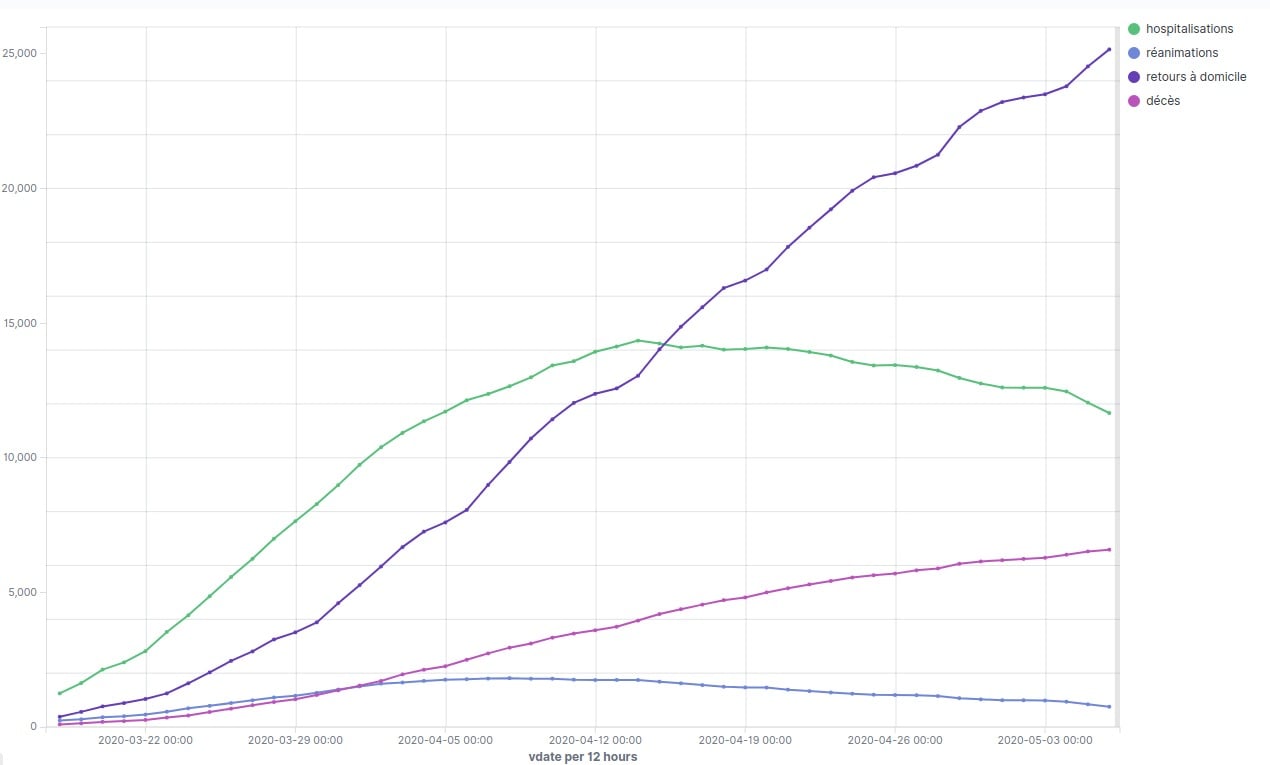 hospitalisations
réanimations
retours à domicile
décès
25,000
20,000
15,000
10,000
5,000
0
2020-03-22 00:00 2020-03-29 00:00 2020-04-05 00:00 2020-04-12 00:00 2020-04-19 00:00 2020-04-26 00:00 2020-05-03 00:00
vdate per 12 hours